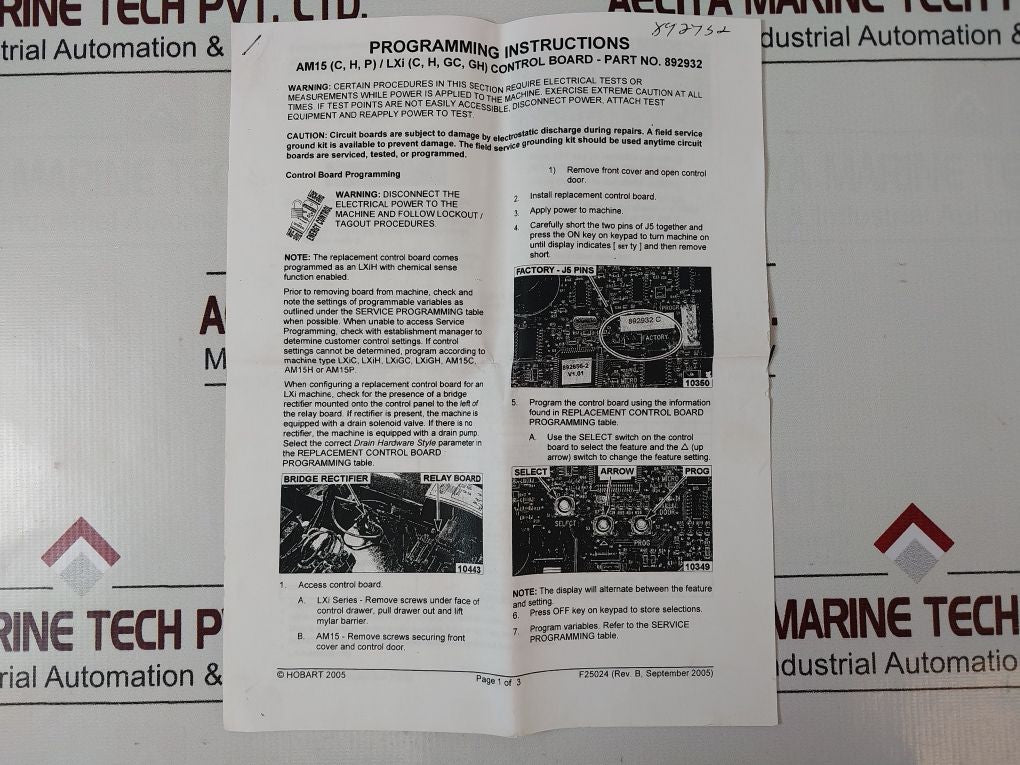 RINE TECH PVT. LTD.
strial Automation &
AECITA MARINE TECH
dustrial Automation &
892752
PROGRAMMING INSTRUCTIONS
AM15 (C, H, P) / LXi (C, H, GC, GH) CONTROL BOARD - PART NO. 892932
WARNING: CERTAIN PROCEDURES IN THIS SECTION REQUIRE ELECTRICAL TESTS OR
MEASUREMENTS WHILE POWER IS APPLIED TO THE MACHINE. EXERCISE EXTREME CAUTION AT ALL
TIMES. IF TEST POINTS ARE NOT EASILY ACCESSIBLE, DISCONNECT POWER, ATTACH TEST
EQUIPMENT AND REAPPLY POWER TO TEST.
CAUTION: Circuit boards are subject to damage by electrostatic discharge during repairs. A field service
ground kit is available to prevent damage. The field service grounding kit should be used anytime circuit
boards are serviced, tested, or programmed.
Control Board Programming
ENERGY CONTROL
WARNING: DISCONNECT THE
ELECTRICAL POWER TO THE
MACHINE AND FOLLOW LOCKOUT /
TAGOUT PROCEDURES.
NOTE: The replacement control board comes
programmed as an LXiH with chemical sense
function enabled.
Prior to removing board from machine, check and
note the settings of programmable variables as
outlined under the SERVICE PROGRAMMING table
when possible. When unable to access Service
Programming, check with establishment manager to
determine customer control settings. If control
settings cannot be determined, program according to
machine type LXiC, LXiH, LXiGC, LXiGH, AM15C,
AM15H or AM15P.
When configuring a replacement control board for an
LXi machine, check for the presence of a bridge
rectifier mounted onto the control panel to the left of
the relay board. If rectifier is present, the machine is
equipped with a drain solenoid valve. If there is no
rectifier, the machine is equipped with a drain pump.
Select the correct Drain Hardware Style parameter in
the REPLACEMENT CONTROL BOARD
PROGRAMMING table.
BRIDGE RECTIFIER
RELAY BOARD
10443
1. Access control board.
A. LXi Series - Remove screws under face of
control drawer, pull drawer out and lift
mylar barrier.
B. AM15 - Remove screws securing front
cover and control door.
1) Remove front cover and open control
door.
2. Install replacement control board.
3. Apply power to machine.
4. Carefully short the two pins of J5 together and
press the ON key on keypad to turn machine on
until display indicates [ SET ty ] and then remove
short.
FACTORY - J5 PINS
892932 C
FACTORY
892656-2
V1.01
MICRO
10350
5. Program the control board using the information
found in REPLACEMENT CONTROL BOARD
PROGRAMMING table.
A. Use the SELECT switch on the control
board to select the feature and the △ (up
arrow) switch to change the feature setting.
SELECT
ARROW
PROG
SELECT
DOOR
△
PROG
10349
NOTE: The display will alternate between the feature
and setting.
6. Press OFF key on keypad to store selections.
7. Program variables. Refer to the SERVICE
PROGRAMMING table.
© HOBART 2005
Page 1 of 3
F25024 (Rev. B, September 2005)
RINE TECH P
rial Automation &
MARINE TECH
ndustrial Automatio